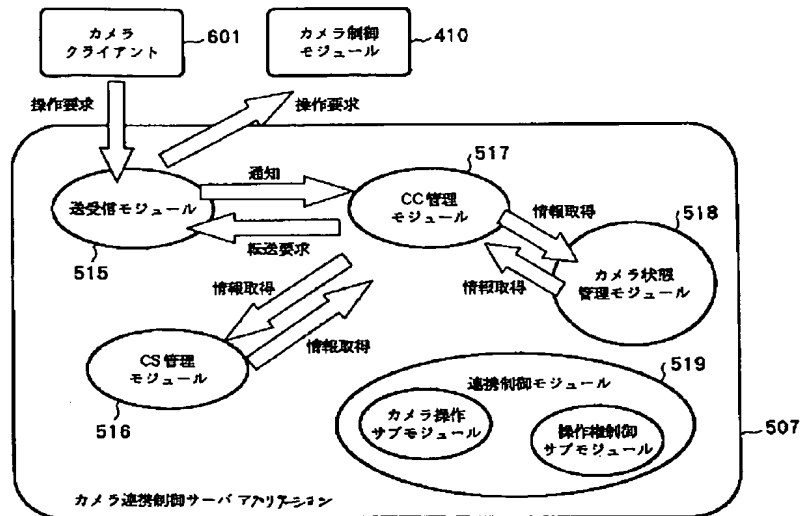 カメラ
クライアント
601
カメラ制御
モジュール
410
操作要求
操作要求
517
通知
CC管理
モジュール
送受信モジュール
515
転送要求
情報取得
518
情報取得
カメラ状態
管理モジュール
情報取得
情報取得
CS管理
モジュール
516
519
連携制御モジュール
カメラ操作
サブモジュール
操作権制御
サブモジュール
507
カメラ連携制御サーバアプリケーション